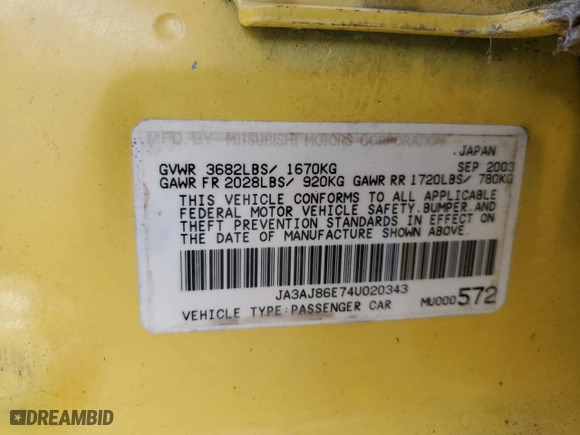 MFD. BY MITSUBISHI MOTORS CORPORATION
JAPAN
GVWR 3682LBS/ 1670KG SEP 2003
GAWR FR 2028LBS/ 920KG GAWR RR 1720LBS/ 780KG
THIS VEHICLE CONFORMS TO ALL APPLICABLE
FEDERAL MOTOR VEHICLE SAFETY.BUMPER.AND
THEFT PREVENTION STANDARDS IN EFFECT ON
THE DATE OF MANUFACTURE SHOWN ABOVE.
JA3AJ86E74U020343
VEHICLE TYPE:PASSENGER CAR MU000572
DREAMBID